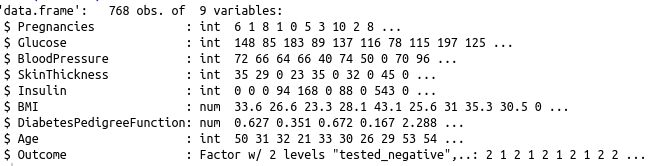 'data.frame':	768 obs. of  9 variables:
 $ Pregnancies             : int  6 1 8 1 0 5 3 10 2 8 ...
 $ Glucose                 : int  148 85 183 89 137 116 78 115 197 125 ...
 $ BloodPressure           : int  72 66 64 66 40 74 50 0 70 96 ...
 $ SkinThickness           : int  35 29 0 23 35 0 32 0 45 0 ...
 $ Insulin                 : int  0 0 0 94 168 0 88 0 543 0 ...
 $ BMI                     : num  33.6 26.6 23.3 28.1 43.1 25.6 31 35.3 30.5 0 ...
 $ DiabetesPedigreeFunction: num  0.627 0.351 0.672 0.167 2.288 ...
 $ Age                     : int  50 31 32 21 33 30 26 29 53 54 ...
 $ Outcome                 : Factor w/ 2 levels "tested_negative",..: 2 1 2 1 2 1 2 1 2 2 ...